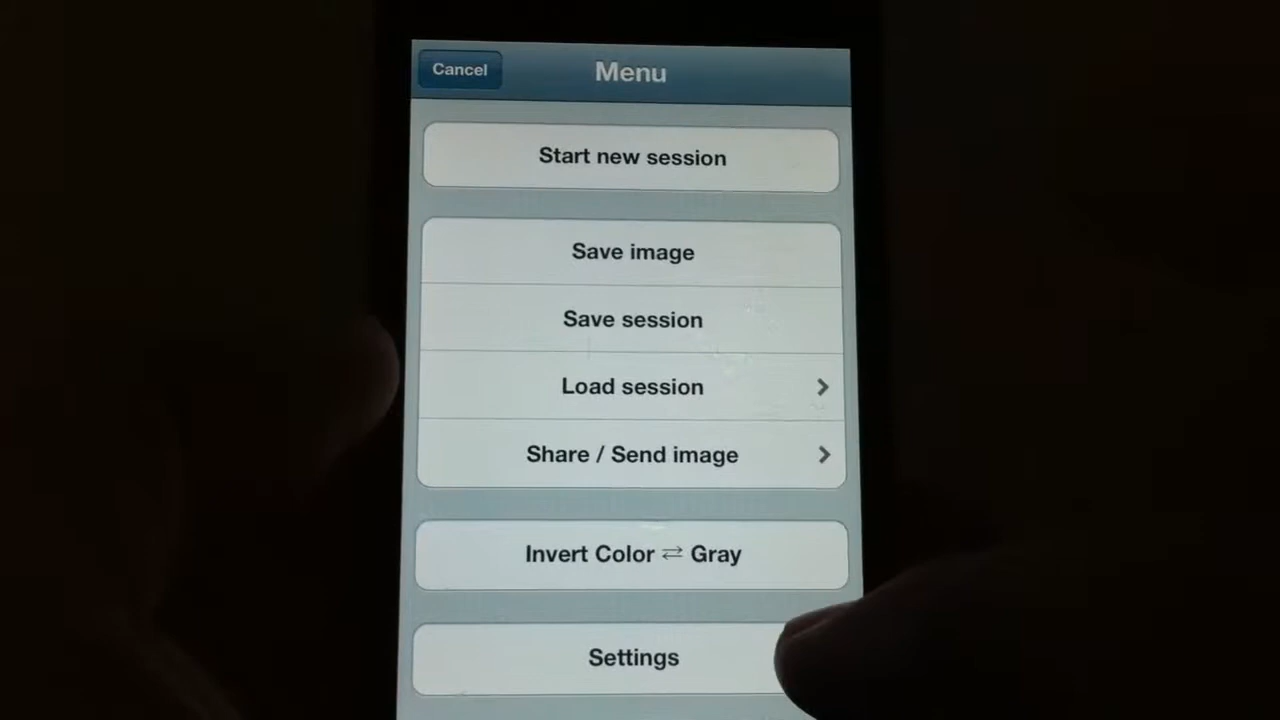 Cancel
Menu
Start new session
Save image
Save session
Load session
Share / Send image
Invert Color ⇄ Gray
Settings